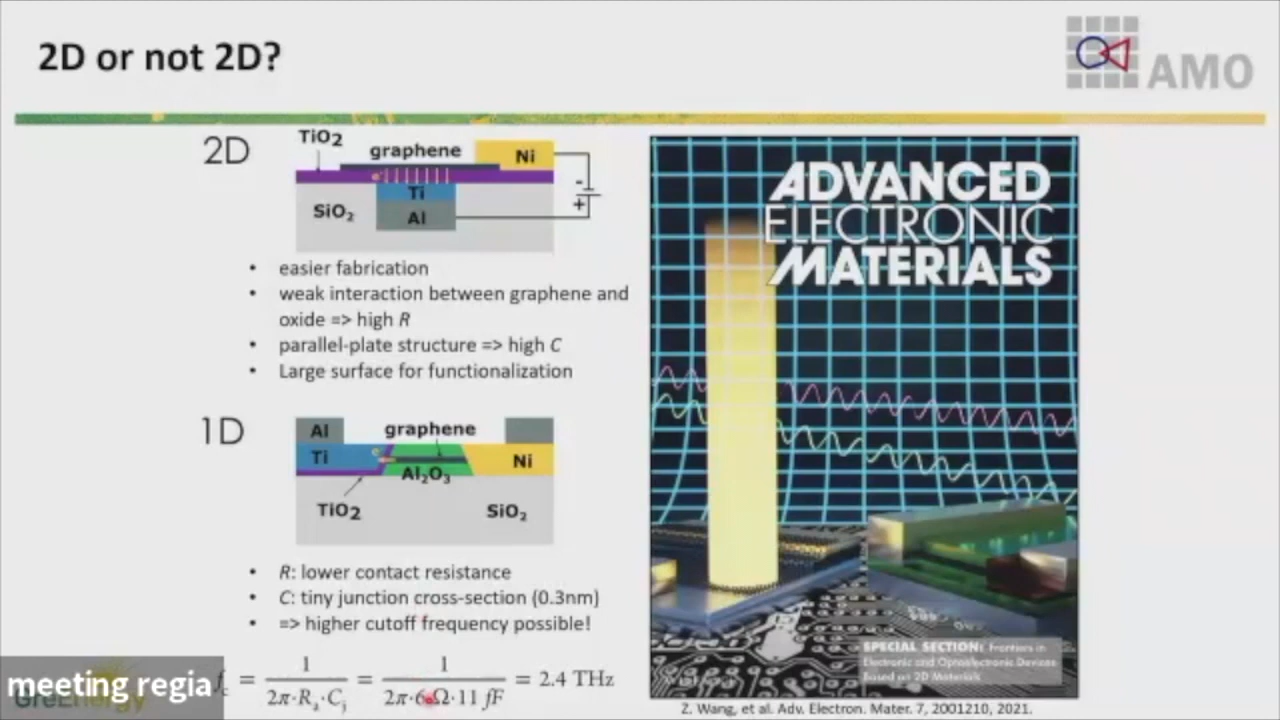 2D or not 2D?
AMO
2D
TiO2
graphene
Ni
-
Ti
SiO2
+
Al
• easier fabrication
• weak interaction between graphene and
oxide => high R
• parallel-plate structure => high C
• Large surface for functionalization
1D
Al
graphene
Ti
Ni
Al2O3
TiO2
SiO2
• R: lower contact resistance
• C: tiny junction cross-section (0.3nm)
• => higher cutoff frequency possible!
= 1 / 2π·Ra·Cj = 1 / 2π·6Ω·11 fF = 2.4 THz
meeting regia
GreEnergy
ADVANCED
ELECTRONIC
MATERIALS
SPECIAL SECTION: Frontiers in
Electronic and Optoelectronic Devices
Based on 2D Materials
Z. Wang, et al. Adv. Electron. Mater. 7, 2001210, 2021.